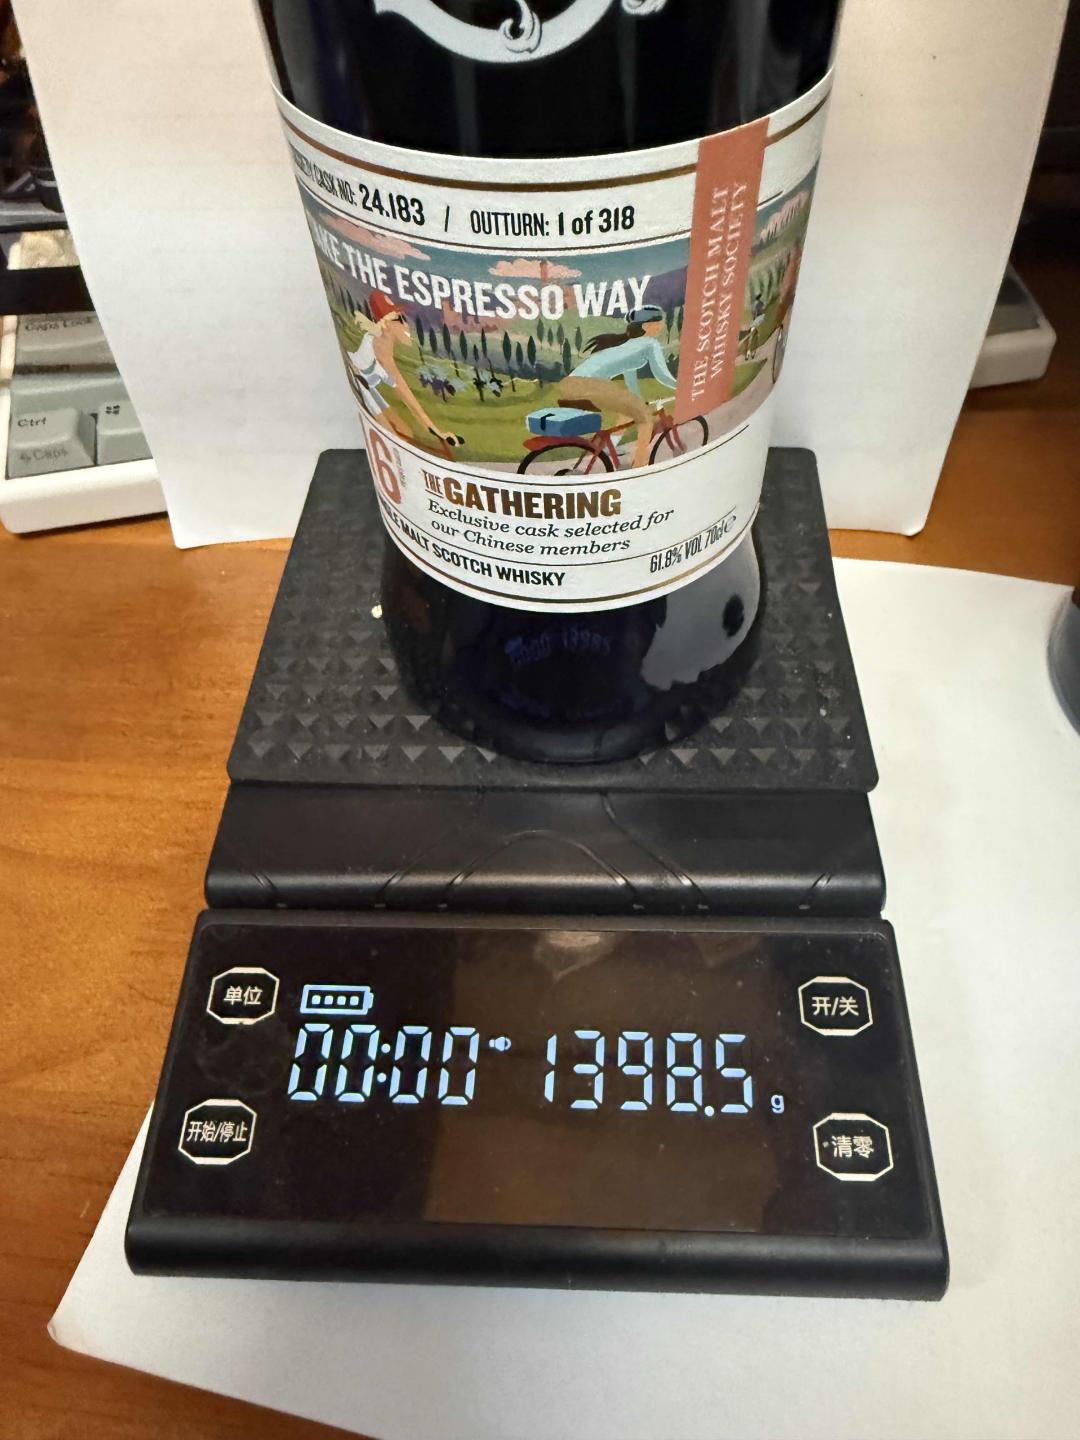 CASK NO: 24.183 / OUTTURN: 1 of 318
THE ESPRESSO WAY
THE SCOTCH MALT
WHISKY SOCIETY
6
THE GATHERING
Exclusive cask selected for
our Chinese members
MALT SCOTCH WHISKY
61.8% VOL 70cl e
Caps Lock
Ctrl
Caps
单位
开/关
00:00 1398.5 g
开始/停止
清零